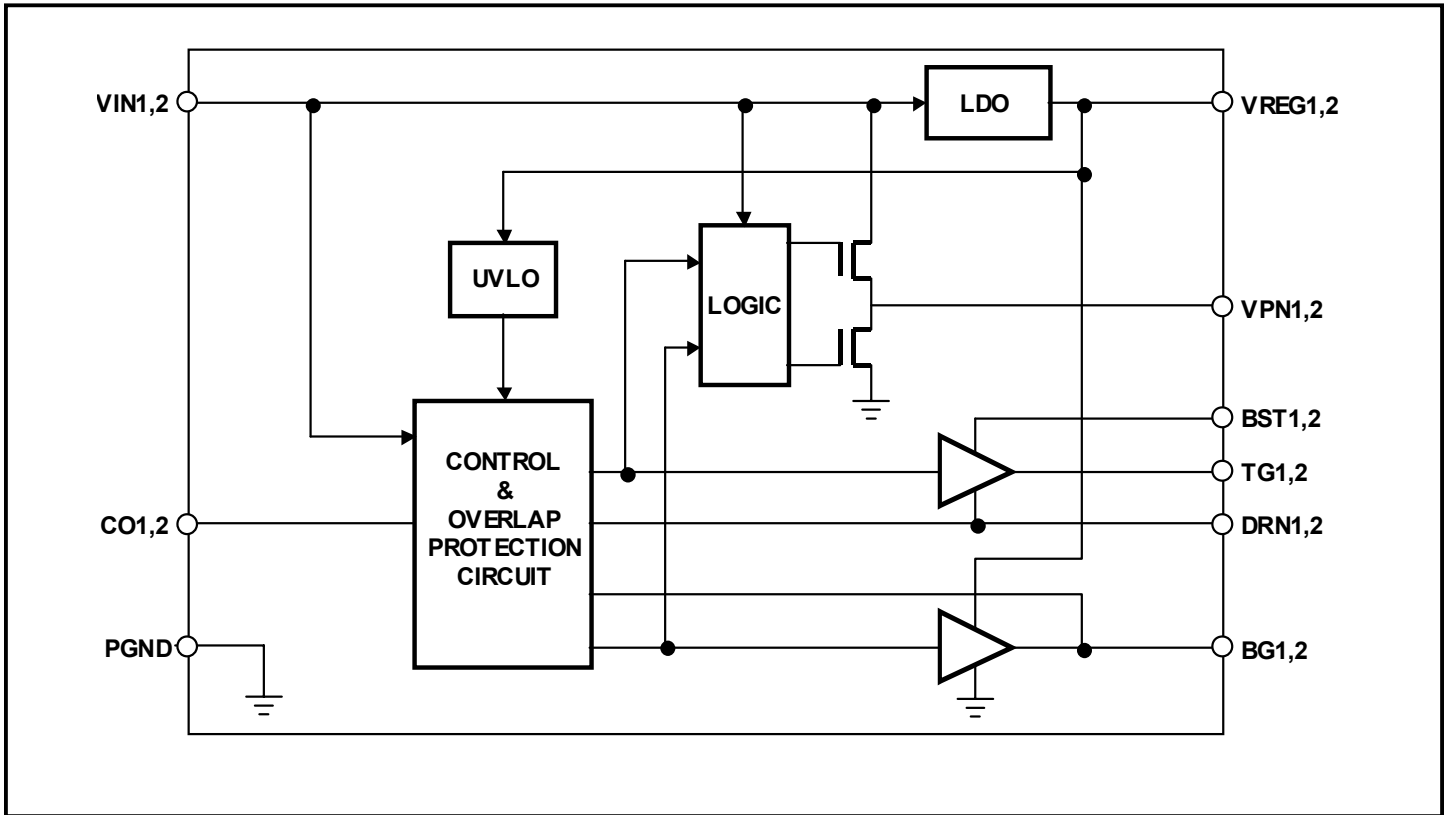 VIN1,2
LDO
VREG1,2
UVLO
LOGIC
VPN1,2
BST1,2
CONTROL
&
OVERLAP
PROTECTION
CIRCUIT
TG1,2
CO1,2
DRN1,2
PGND
BG1,2